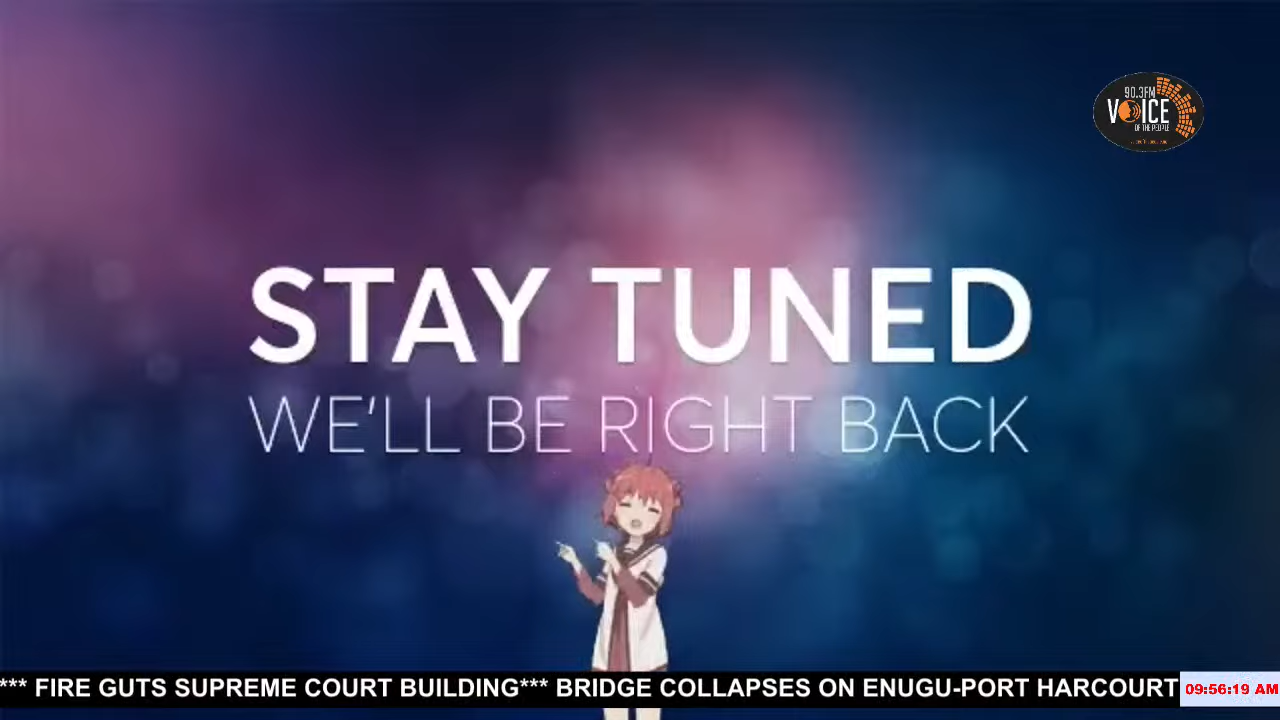 90.3FM
VOICE
OF THE PEOPLE
STAY TUNED
WE'LL BE RIGHT BACK
*** FIRE GUTS SUPREME COURT BUILDING*** BRIDGE COLLAPSES ON ENUGU-PORT HARCOURT
09:56:19 AM